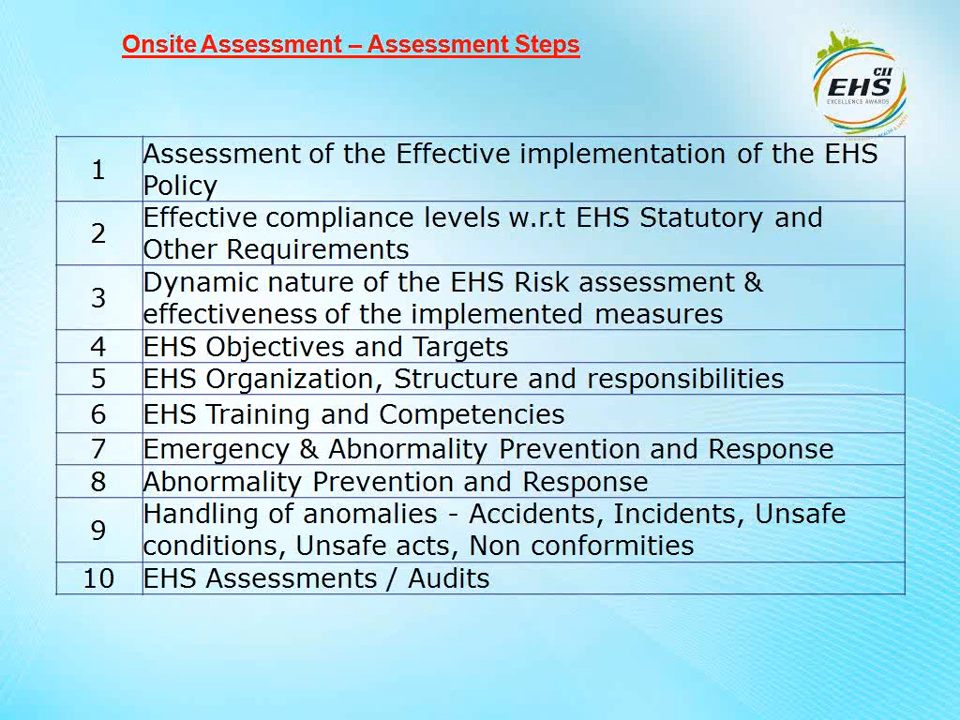 Onsite Assessment – Assessment Steps
CII
EHS
EXCELLENCE AWARDS
1
Assessment of the Effective implementation of the EHS
Policy
2
Effective compliance levels w.r.t EHS Statutory and
Other Requirements
3
Dynamic nature of the EHS Risk assessment &
effectiveness of the implemented measures
4
EHS Objectives and Targets
5
EHS Organization, Structure and responsibilities
6
EHS Training and Competencies
7
Emergency & Abnormality Prevention and Response
8
Abnormality Prevention and Response
9
Handling of anomalies - Accidents, Incidents, Unsafe
conditions, Unsafe acts, Non conformities
10
EHS Assessments / Audits